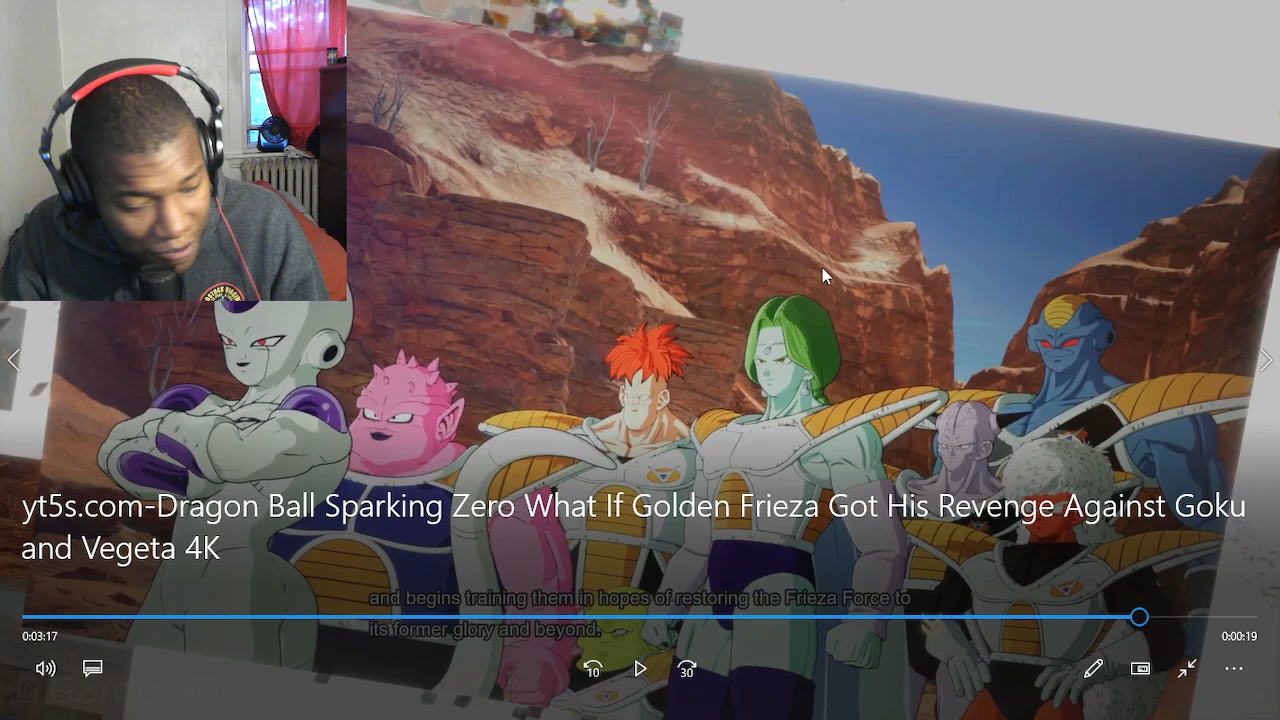 yt5s.com-Dragon Ball Sparking Zero What If Golden Frieza Got His Revenge Against Goku
and Vegeta 4K
and begins training them in hopes of restoring the Frieza Force to
its former glory and beyond.
0:03:17
0:00:19
10
30